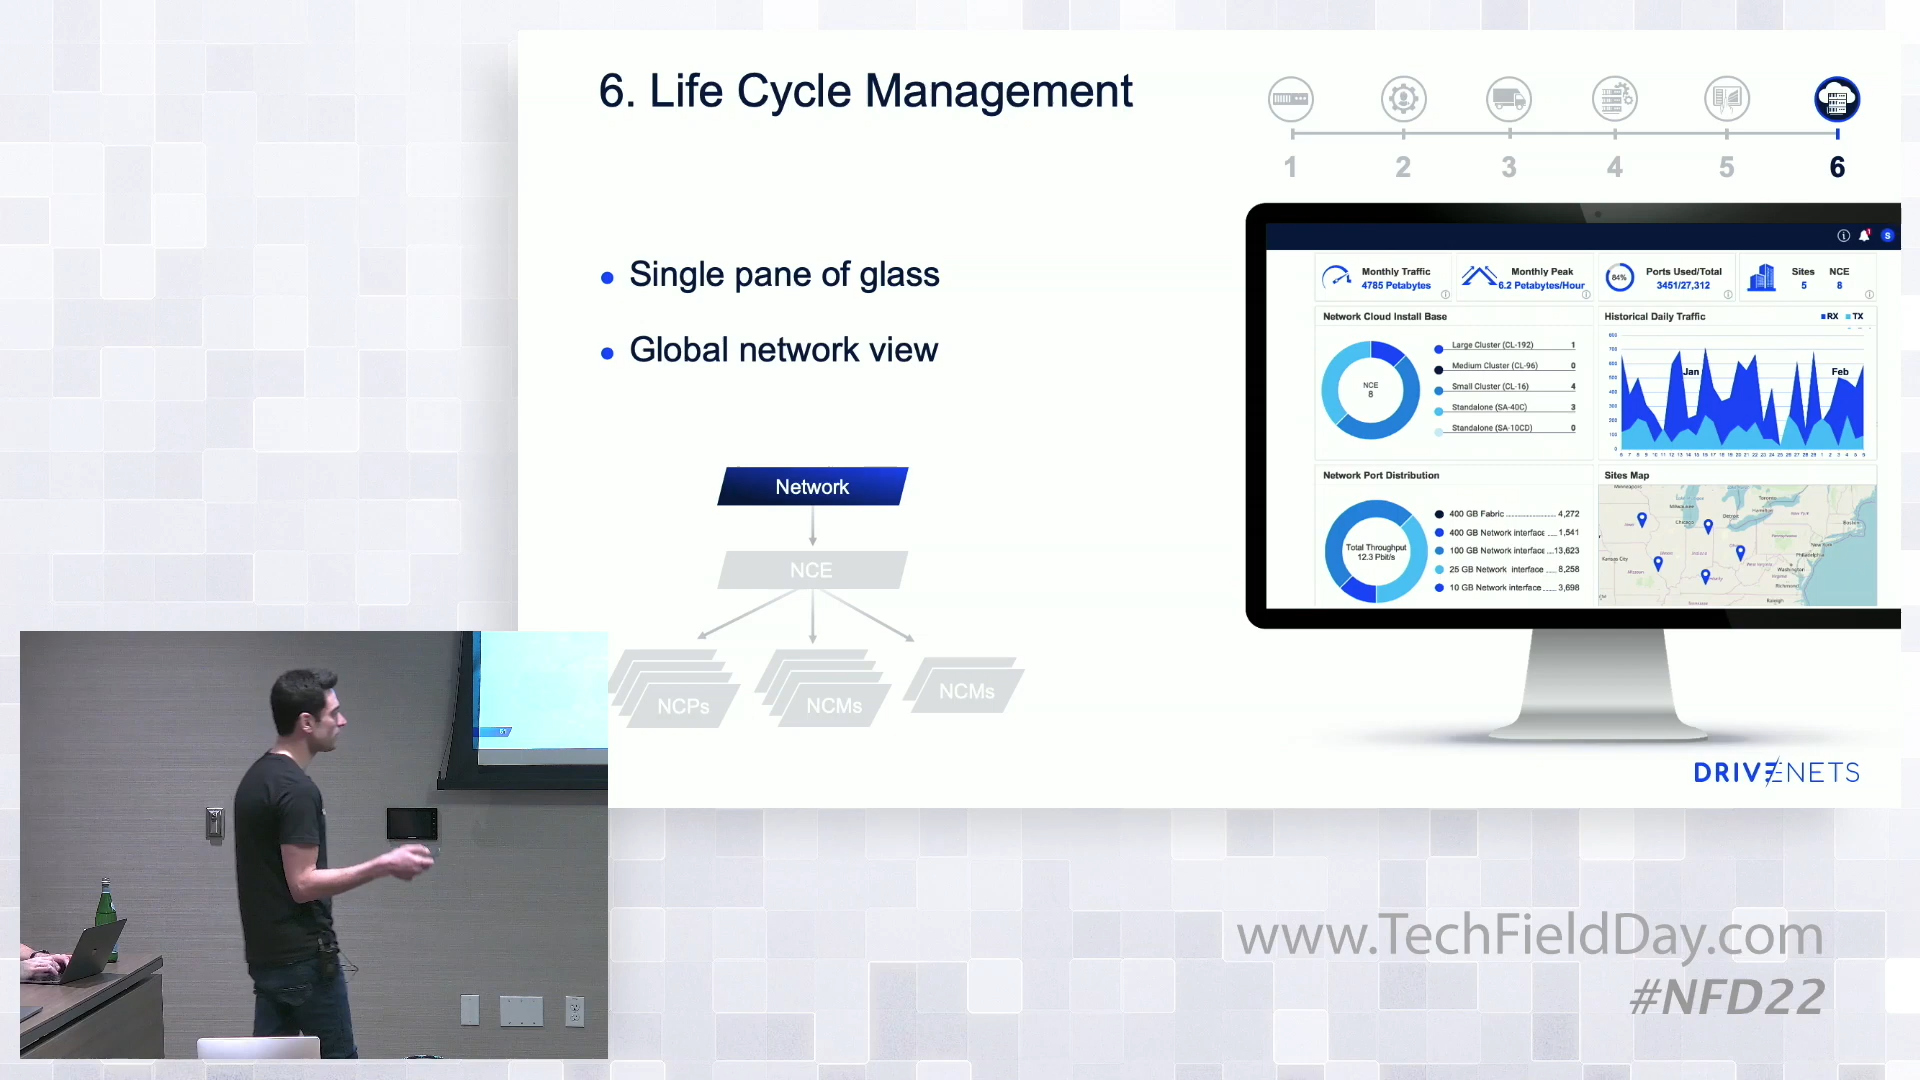 6. Life Cycle Management
1 2 3 4 5 6
Single pane of glass
Global network view
Network
NCE
NCPs
NCMs
NCMs
S
Monthly Traffic
4785 Petabytes
Monthly Peak
6.2 Petabytes/Hour
84%
Ports Used/Total
3451/27,312
Sites
5
NCE
8
Network Cloud Install Base
NCE
8
Large Cluster (CL-192) 1
Medium Cluster (CL-96) 0
Small Cluster (CL-16) 4
Standalone (SA-40C) 3
Standalone (SA-10CD) 0
Historical Daily Traffic
RX TX
Jan
Feb
Network Port Distribution
Total Throughput
12.3 Pbit/s
400 GB Fabric 4,272
400 GB Network interface 1,541
100 GB Network interface 13,623
25 GB Network interface 8,258
10 GB Network interface 3,698
Sites Map
DRIVENETS
www.TechFieldDay.com
#NFD22